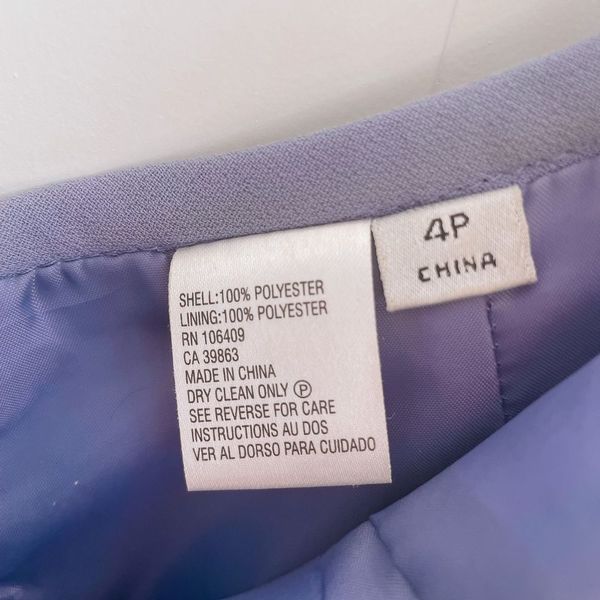 4P
CHINA
SHELL:100% POLYESTER
LINING:100% POLYESTER
RN 106409
CA 39863
MADE IN CHINA
DRY CLEAN ONLY Ⓟ
SEE REVERSE FOR CARE
INSTRUCTIONS AU DOS
VER AL DORSO PARA CUIDADO